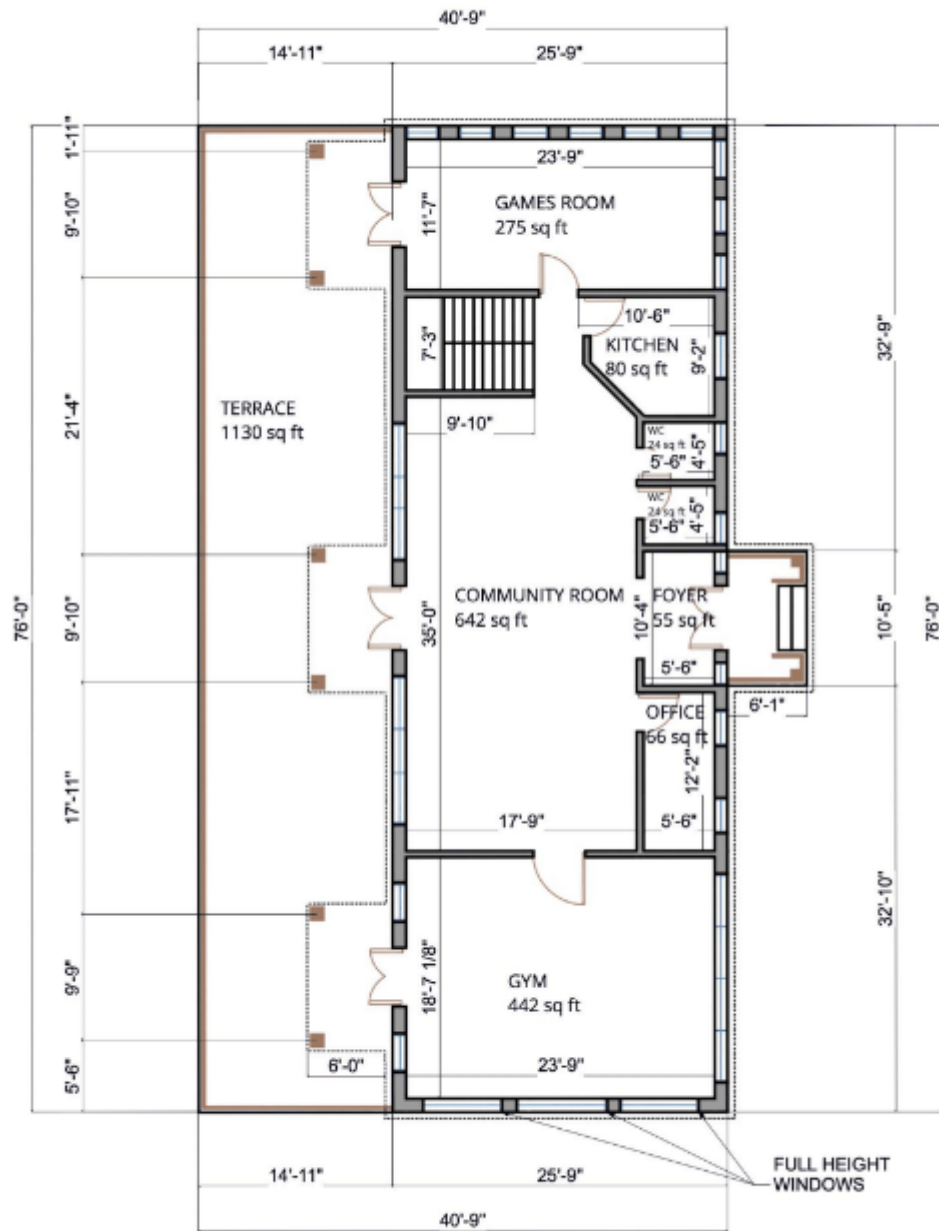 40'-9"
14'-11"
25'-9"
1'-11"
9'-10"
21'-4"
9'-10"
17'-11"
9'-9"
5'-6"
76'-0"
23'-9"
11'-7"
GAMES ROOM
275 sq ft
7'-3"
10'-6"
KITCHEN
80 sq ft
9'-2"
32'-9"
TERRACE
1130 sq ft
9'-10"
WC
24 sq ft
5'-6"
4'-5"
WC
24 sq ft
5'-6"
4'-5"
COMMUNITY ROOM
642 sq ft
35'-0"
10'-4"
FOYER
55 sq ft
5'-6"
10'-5"
76'-0"
6'-1"
OFFICE
66 sq ft
12'-2"
17'-9"
5'-6"
32'-10"
18'-7 1/8"
GYM
442 sq ft
6'-0"
23'-9"
FULL HEIGHT
WINDOWS
14'-11"
25'-9"
40'-9"